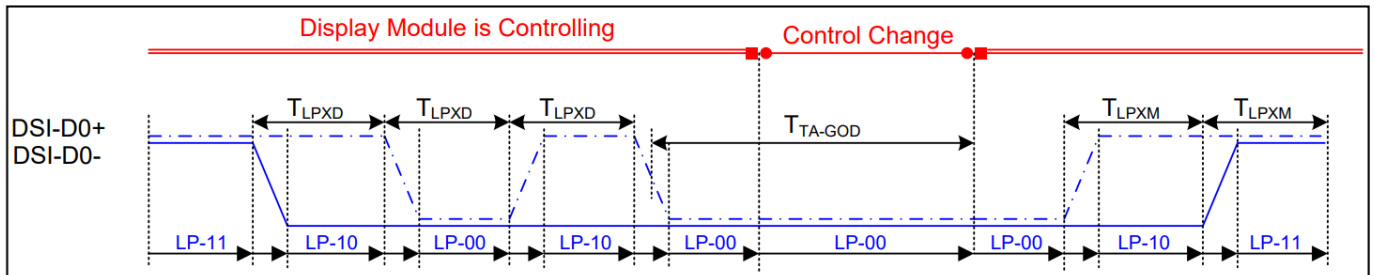 Display Module is Controlling Control Change
TLPXD TLPXD TLPXD TTA-GOD TLPXM TLPXM
DSI-D0+
DSI-D0-
LP-11 LP-10 LP-00 LP-10 LP-00 LP-00 LP-00 LP-10 LP-11